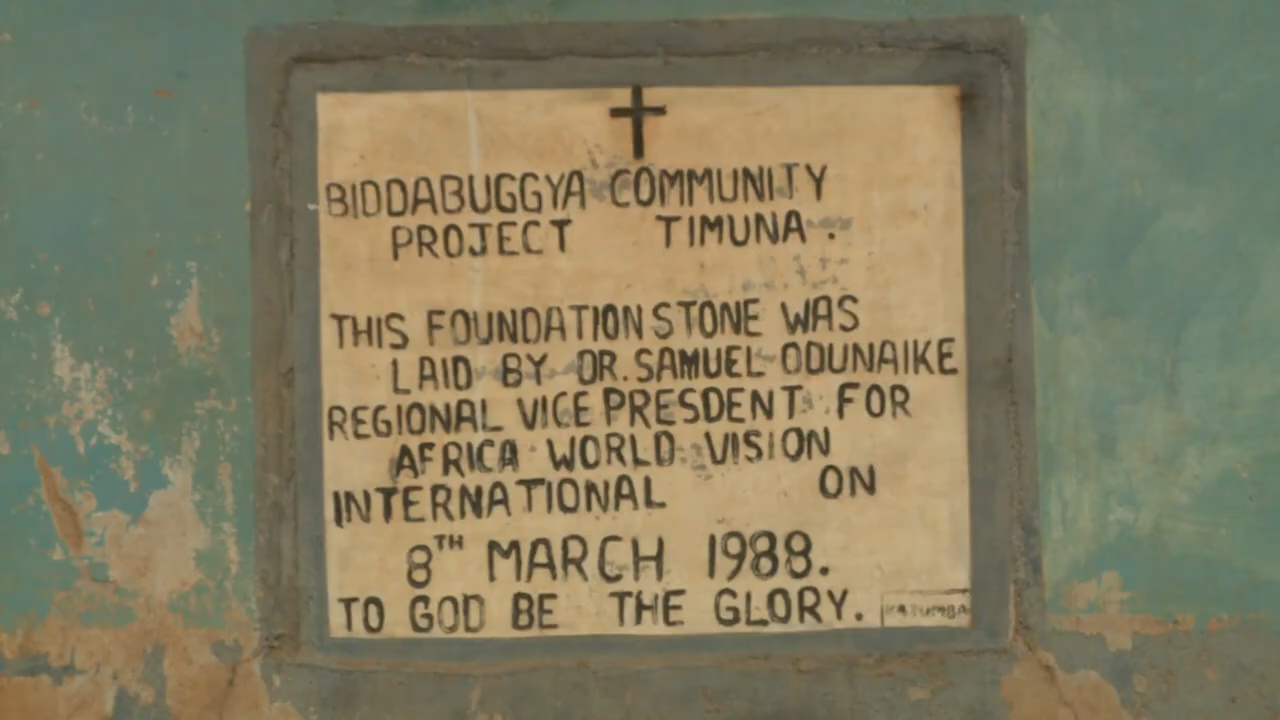 BIDDABUGGYA COMMUNITY
PROJECT TIMUNA.
THIS FOUNDATION STONE WAS
LAID BY DR. SAMUEL ODUNAIKE
REGIONAL VICE PRESDENT FOR
AFRICA WORLD VISION
INTERNATIONAL ON
8TH MARCH 1988.
TO GOD BE THE GLORY.
KATUMBA